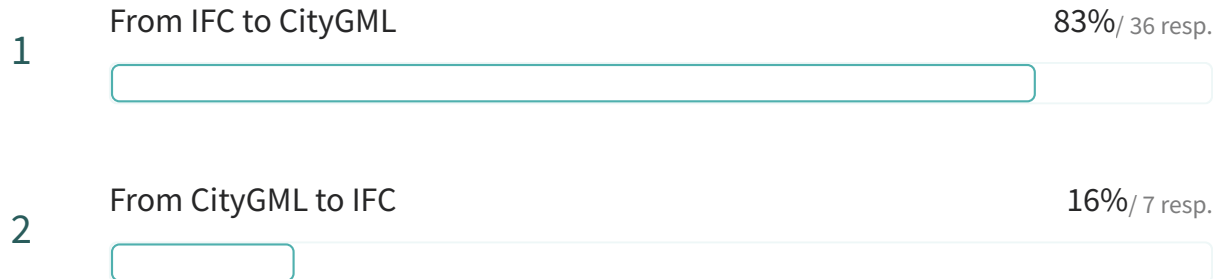 1 From IFC to CityGML 83% / 36 resp.
2 From CityGML to IFC 16% / 7 resp.